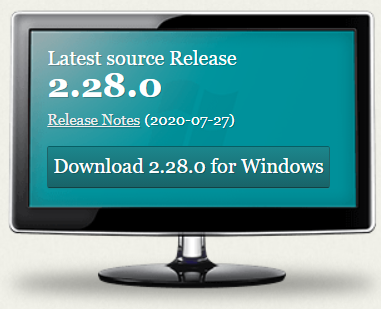 Latest source Release
2.28.0
Release Notes (2020-07-27)
Download 2.28.0 for Windows